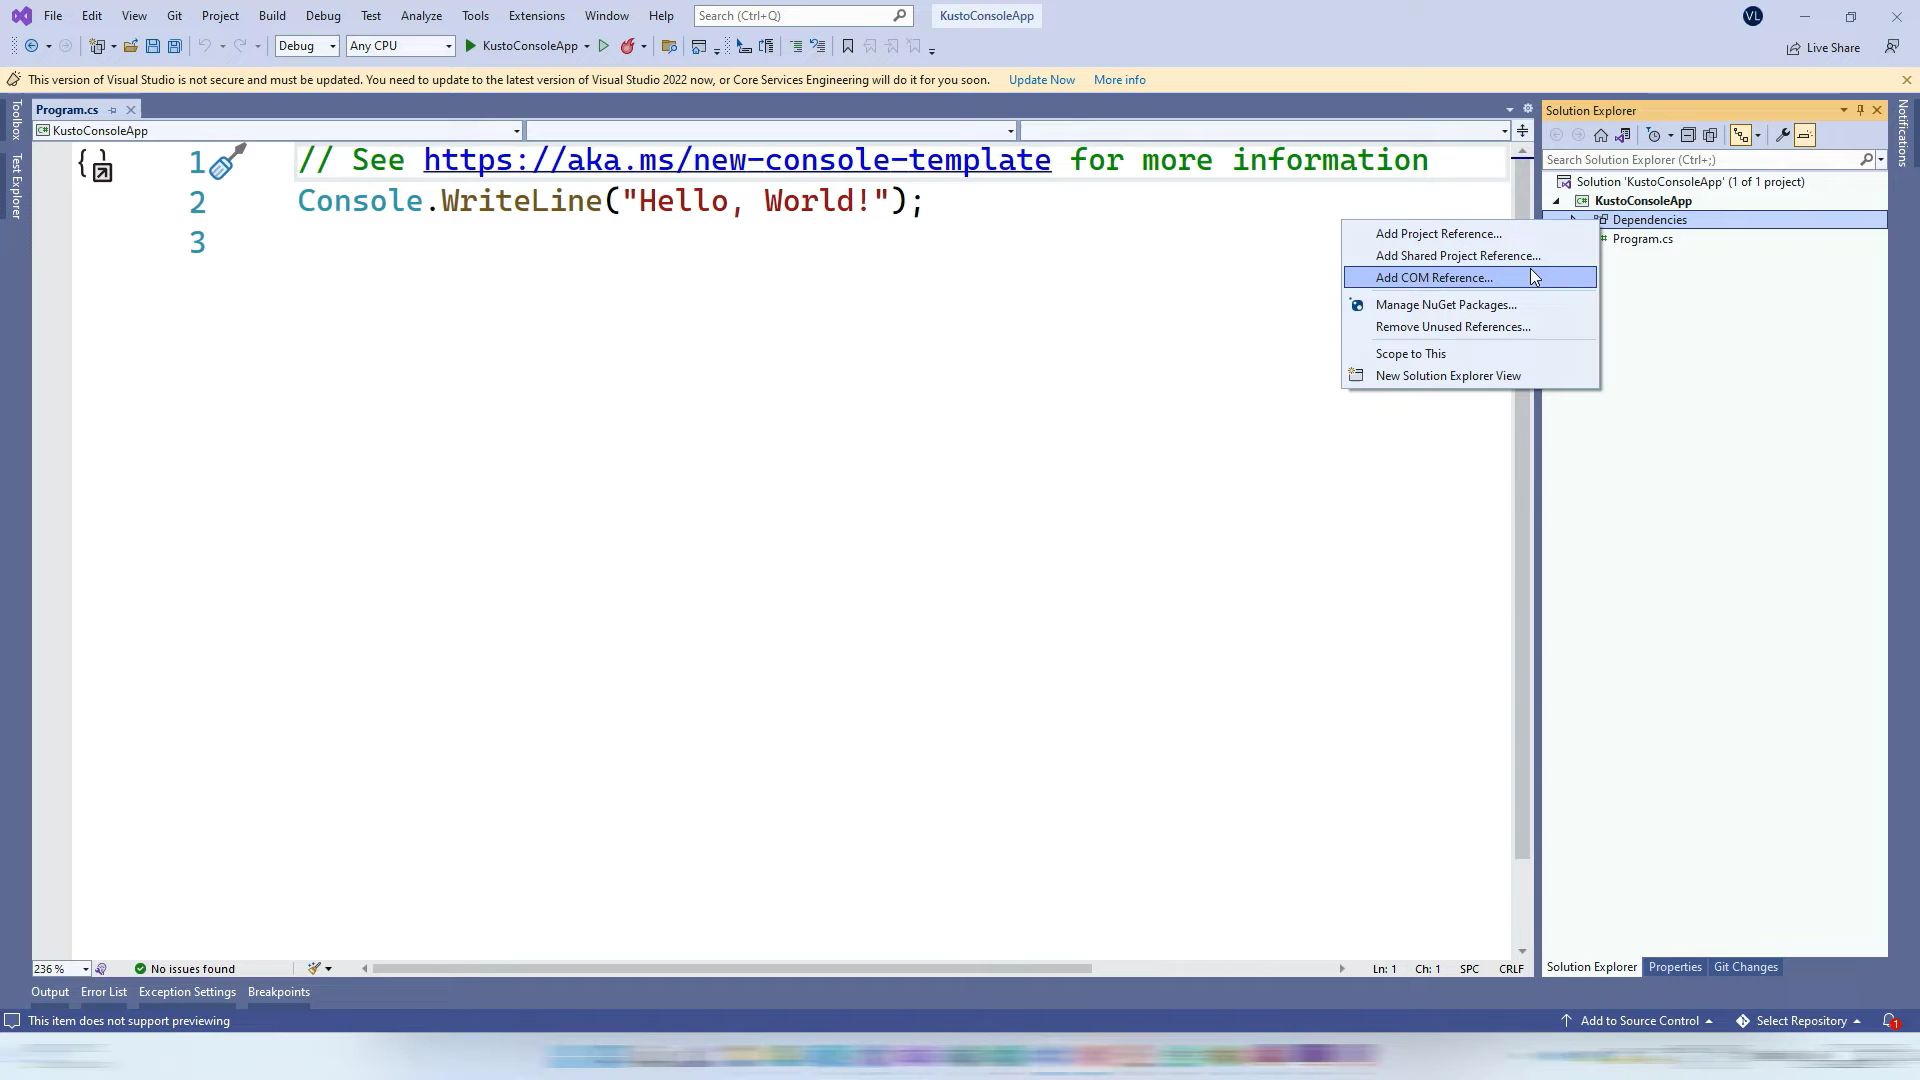 File Edit View Git Project Build Debug Test Analyze Tools Extensions Window Help Search (Ctrl+Q) KustoConsoleApp VL
Debug Any CPU KustoConsoleApp Live Share
This version of Visual Studio is not secure and must be updated. You need to update to the latest version of Visual Studio 2022 now, or Core Services Engineering will do it for you soon. Update Now More info
Toolbox
Test Explorer
Program.cs
KustoConsoleApp
1 // See https://aka.ms/new-console-template for more information
2 Console.WriteLine("Hello, World!");
3
Add Project Reference...
Add Shared Project Reference...
Add COM Reference...
Manage NuGet Packages...
Remove Unused References...
Scope to This
New Solution Explorer View
Solution Explorer
Search Solution Explorer (Ctrl+;)
Solution 'KustoConsoleApp' (1 of 1 project)
KustoConsoleApp
Dependencies
Program.cs
Notifications
236 % No issues found Ln: 1 Ch: 1 SPC CRLF
Solution Explorer Properties Git Changes
Output Error List Exception Settings Breakpoints
This item does not support previewing Add to Source Control Select Repository 1